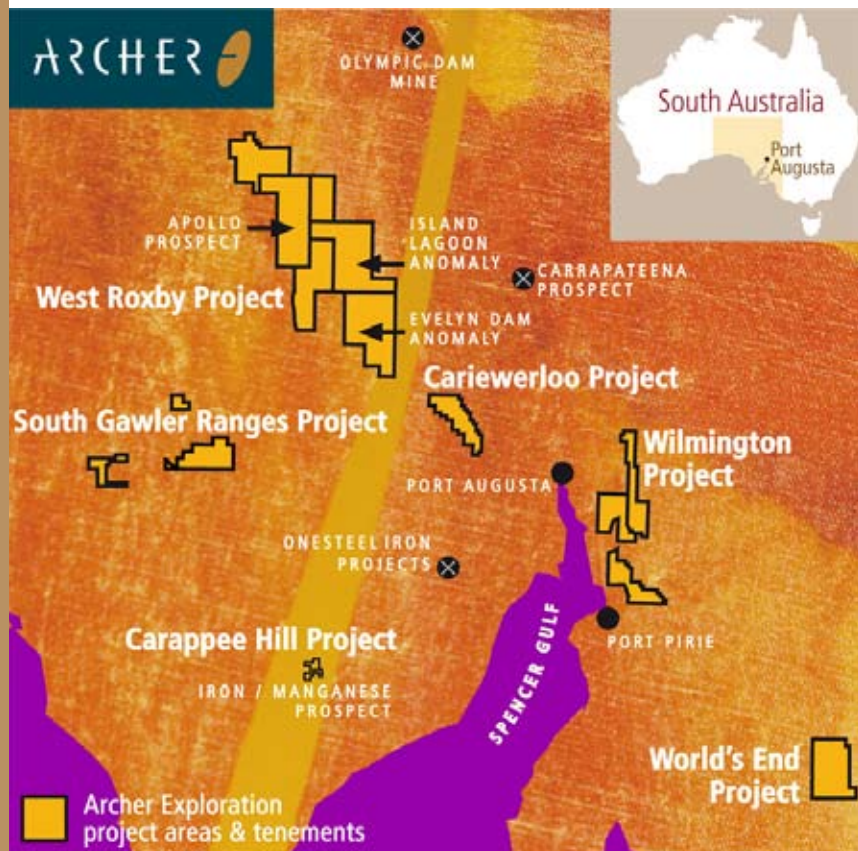 ARCHER
OLYMPIC DAM
MINE
South Australia
Port
Augusta
APOLLO
PROSPECT
ISLAND
LAGOON
ANOMALY
CARRAPATEENA
PROSPECT
West Roxby Project
EVELYN DAM
ANOMALY
Cariewerloo Project
South Gawler Ranges Project
Wilmington
Project
PORT AUGUSTA
ONESTEEL IRON
PROJECTS
SPENCER GULF
Carappee Hill Project
PORT PIRIE
IRON / MANGANESE
PROSPECT
World's End
Project
Archer Exploration
project areas & tenements